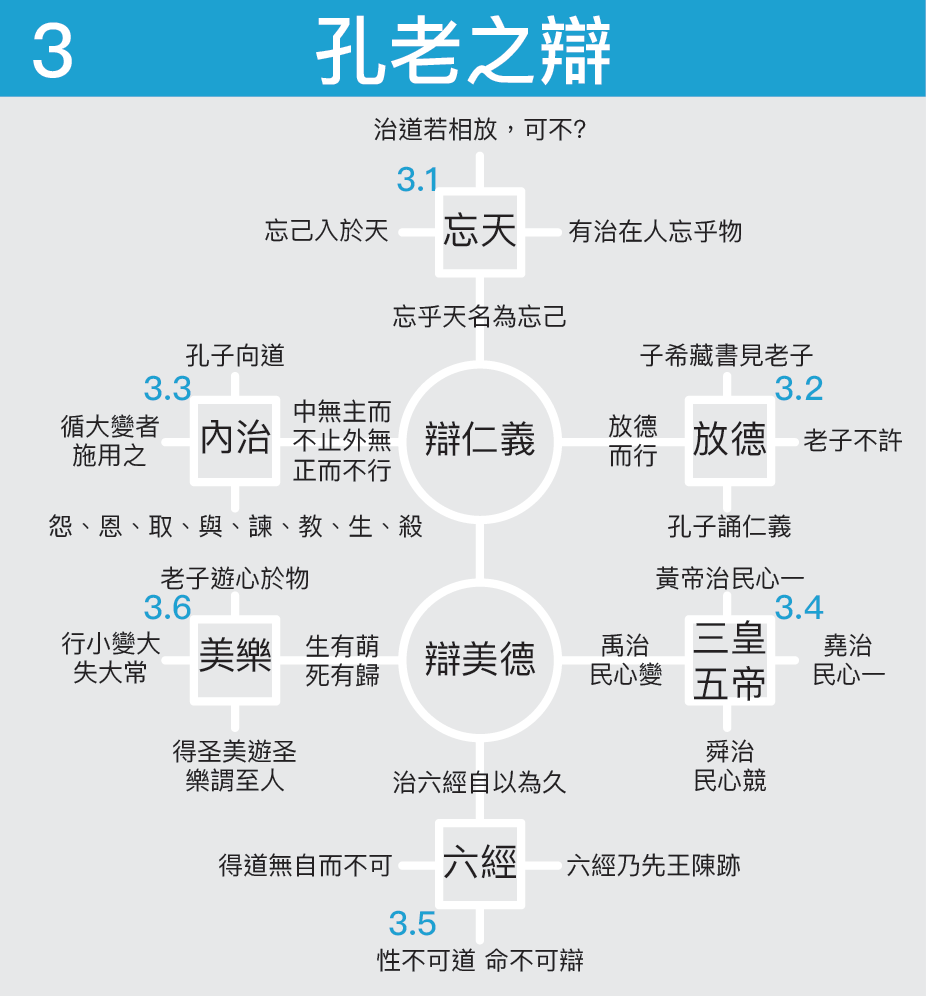 3
孔老之辯
治道若相放，可不?
3.1
忘己入於天
忘天
有治在人忘乎物
忘乎天名為忘己
孔子向道
3.3
循大變者
施用之
內治
中無主而
不止外無
正而不行
怨、恩、取、與、諫、教、生、殺
辯仁義
子希藏書見老子
3.2
放德
而行
放德
老子不許
孔子誦仁義
老子遊心於物
3.6
行小變大
失大常
美樂
生有萌
死有歸
得圣美遊圣
樂謂至人
辯美德
黃帝治民心一
3.4
禹治
民心變
三皇
五帝
堯治
民心一
舜治
民心競
治六經自以為久
得道無自而不可
六經
六經乃先王陳跡
3.5
性不可道 命不可辯